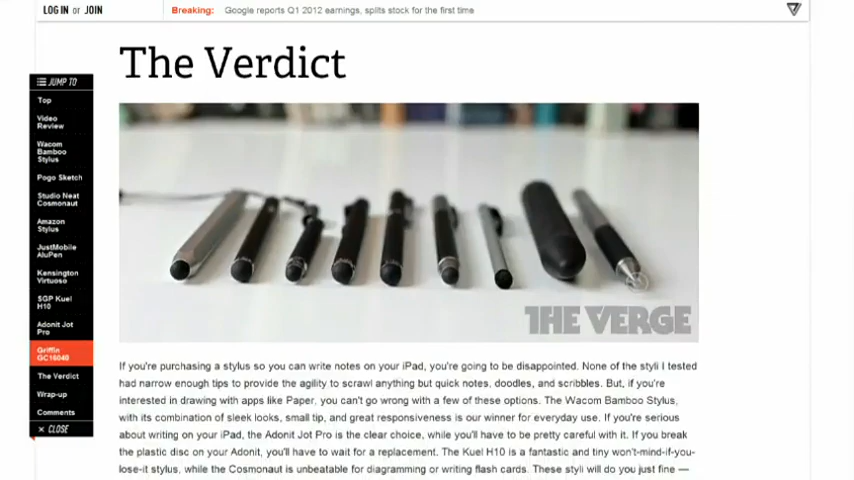 LOG IN or JOIN
Breaking: Google reports Q1 2012 earnings, splits stock for the first time
The Verdict
JUMP TO
Top
Video
Review
Wacom
Bamboo
Stylus
Pogo Sketch
Studio Neat
Cosmonaut
Amazon
Stylus
JustMobile
AluPen
Kensington
Virtuoso
SGP Kuel
H10
Adonit Jot
Pro
Griffin
GC16040
The Verdict
Wrap-up
Comments
× CLOSE
THE VERGE
If you're purchasing a stylus so you can write notes on your iPad, you're going to be disappointed. None of the styli I tested
had narrow enough tips to provide the agility to scrawl anything but quick notes, doodles, and scribbles. But, if you're
interested in drawing with apps like Paper, you can't go wrong with a few of these options. The Wacom Bamboo Stylus,
with its combination of sleek looks, small tip, and great responsiveness is our winner for everyday use. If you're serious
about writing on your iPad, the Adonit Jot Pro is the clear choice, while you'll have to be pretty careful with it. If you break
the plastic disc on your Adonit, you'll have to wait for a replacement. The Kuel H10 is a fantastic and tiny won't-mind-if-you-
lose-it stylus, while the Cosmonaut is unbeatable for diagramming or writing flash cards. These styli will do you just fine —